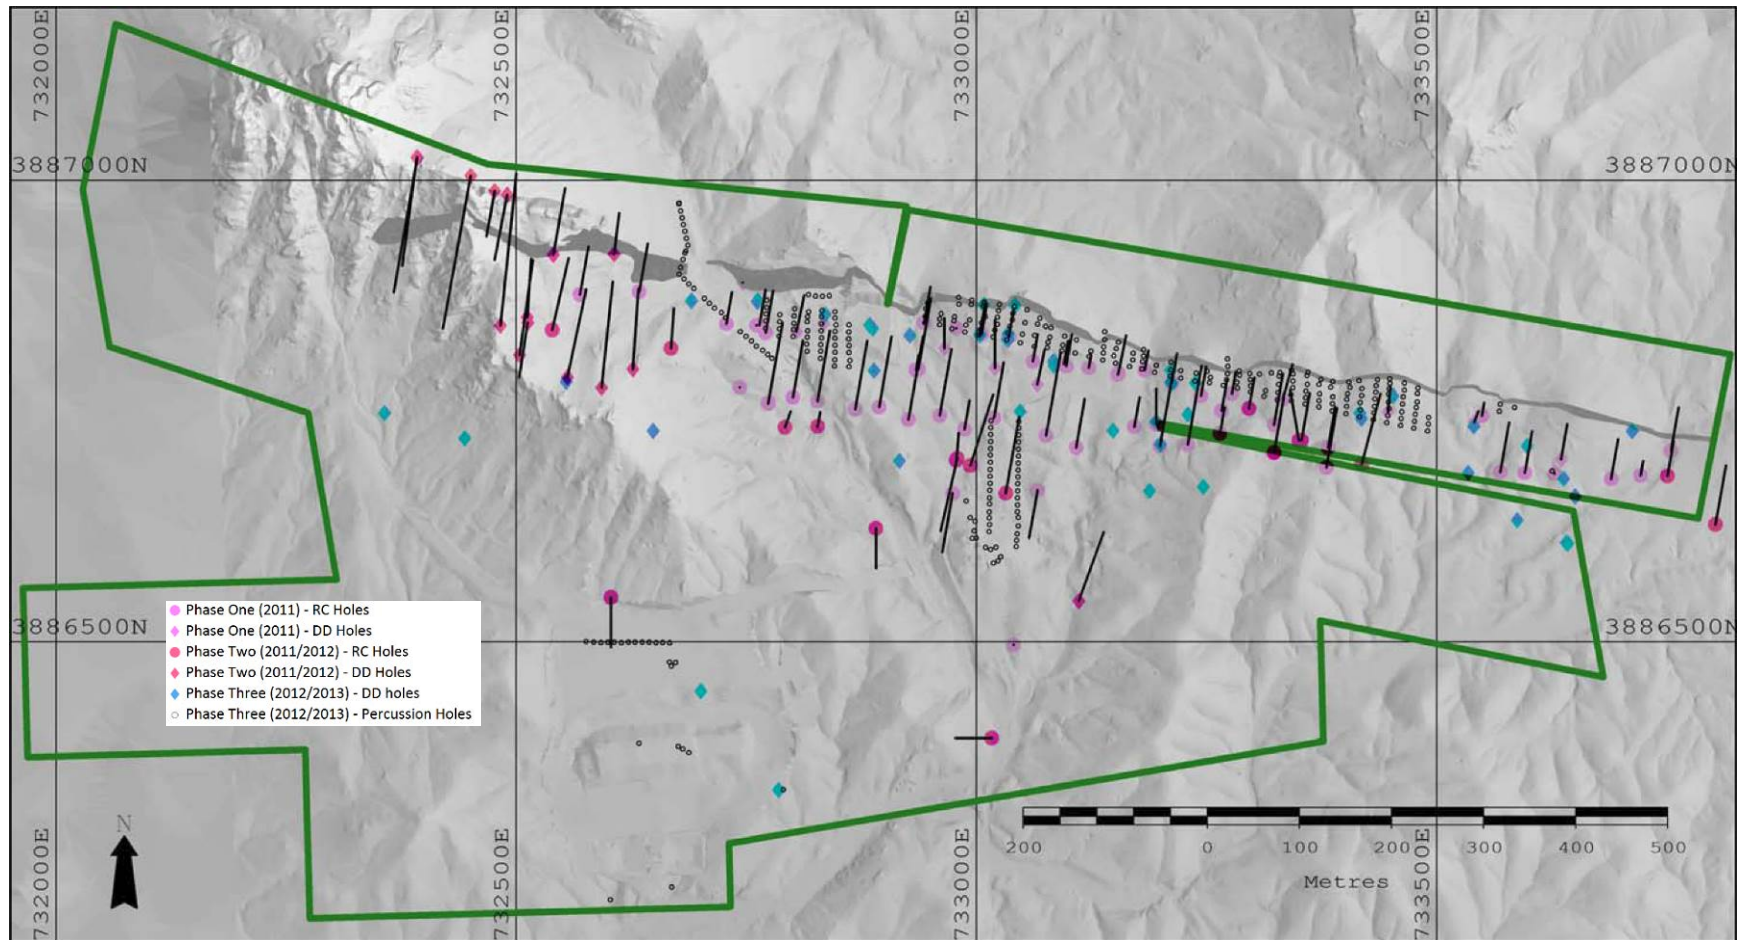 732000E
732500E
733000E
733500E
3887000N
3887000N
Phase One (2011) - RC Holes
Phase One (2011) - DD Holes
3886500N
3886500N
Phase Two (2011/2012) - RC Holes
Phase Two (2011/2012) - DD Holes
Phase Three (2012/2013) - DD holes
Phase Three (2012/2013) - Percussion Holes
N
200 0 100 200 300 400 500
Metres
732000E
732500E
733000E
733500E